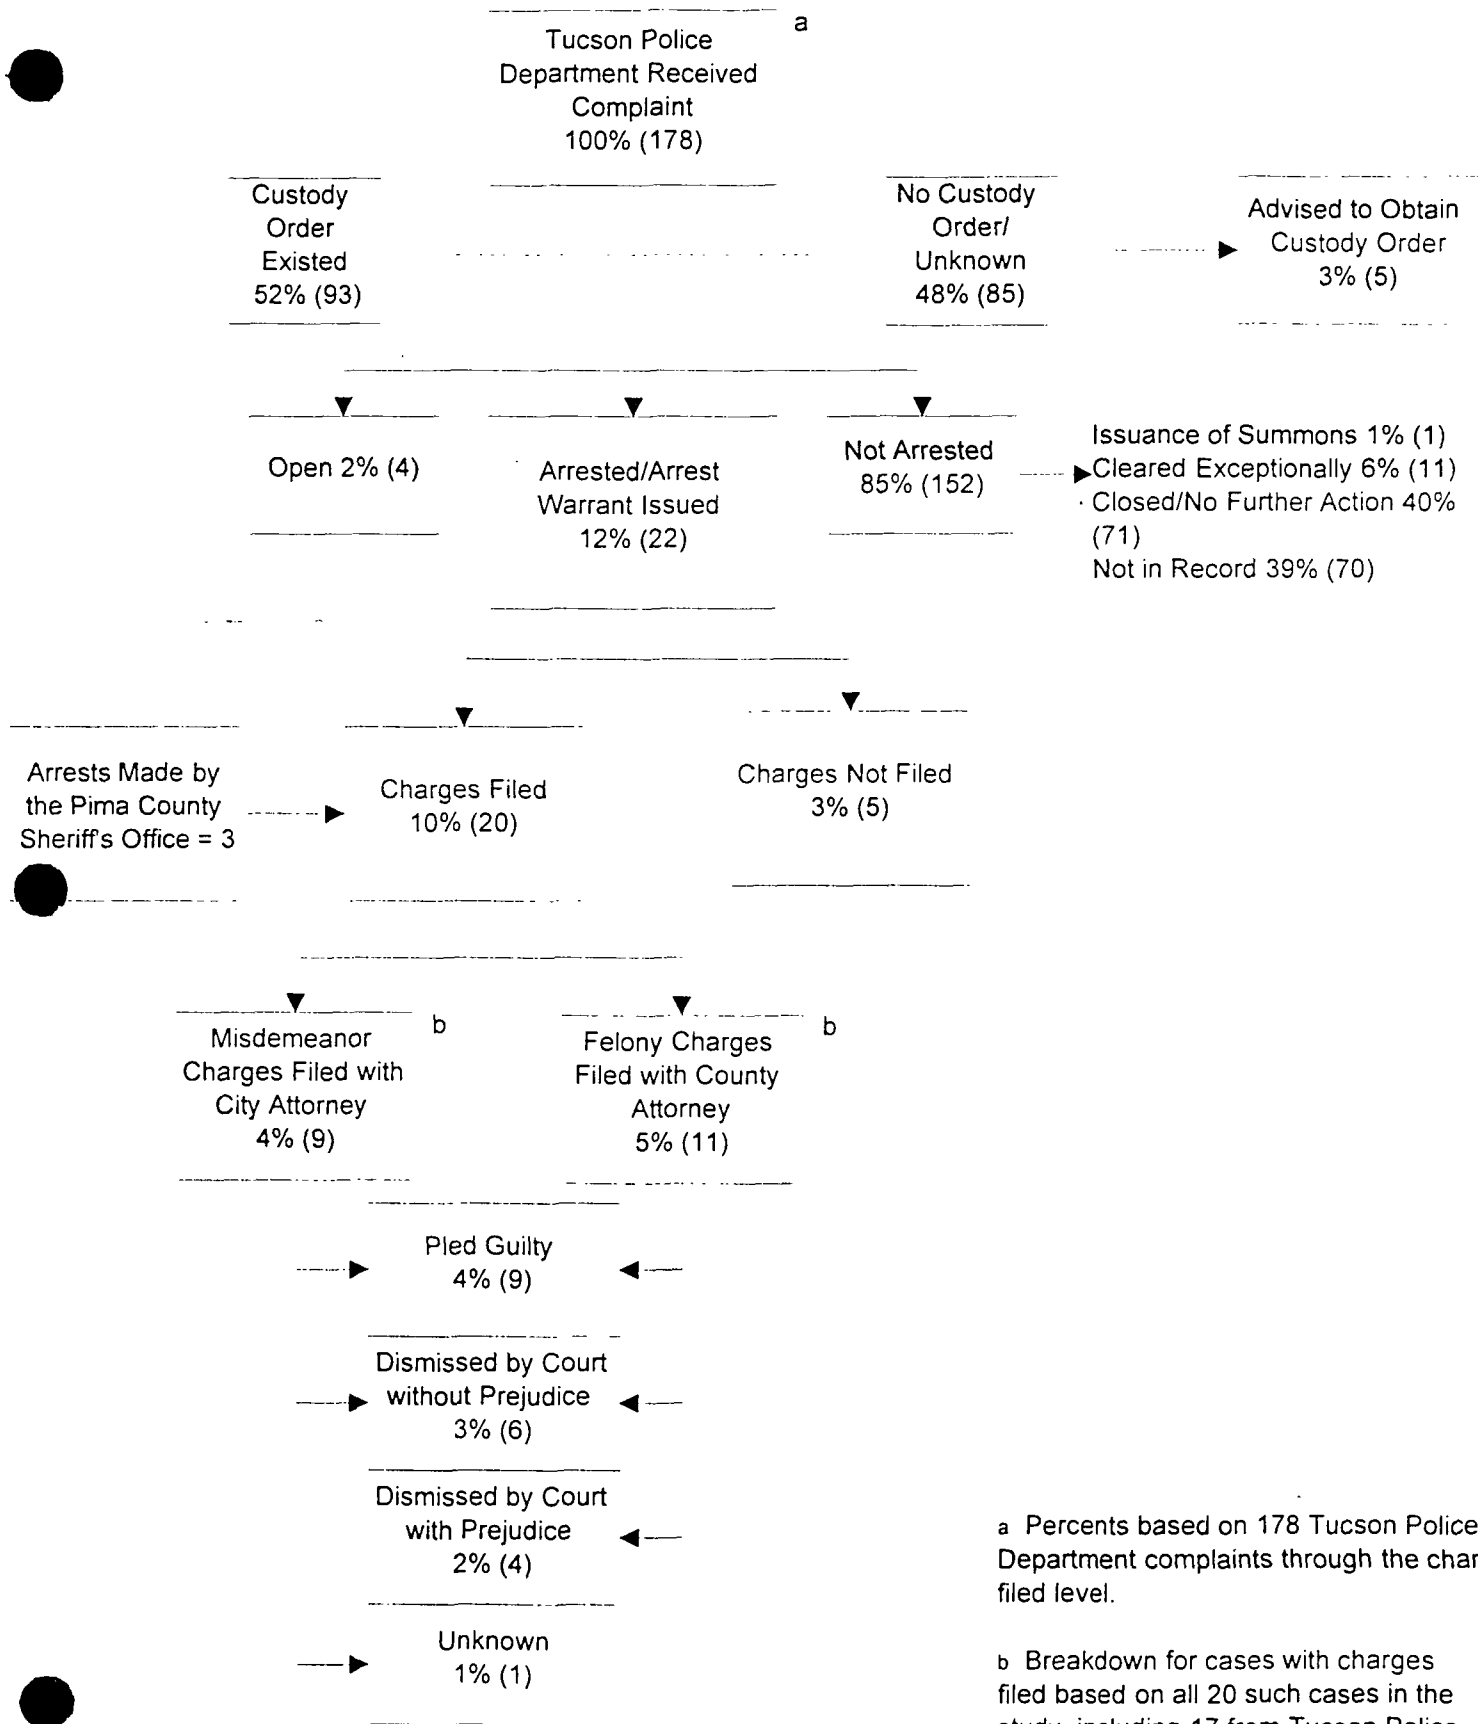 a
Tucson Police
Department Received
Complaint
100% (178)
Custody
Order
Existed
52% (93)
No Custody
Order/
Unknown
48% (85)
Advised to Obtain
Custody Order
3% (5)
Open 2% (4)
Arrested/Arrest
Warrant Issued
12% (22)
Not Arrested
85% (152)
Issuance of Summons 1% (1)
Cleared Exceptionally 6% (11)
Closed/No Further Action 40%
(71)
Not in Record 39% (70)
Arrests Made by
the Pima County
Sheriff's Office = 3
Charges Filed
10% (20)
Charges Not Filed
3% (5)
Misdemeanor
Charges Filed with
City Attorney
4% (9)
b
Felony Charges
Filed with County
Attorney
5% (11)
b
Pled Guilty
4% (9)
Dismissed by Court
without Prejudice
3% (6)
Dismissed by Court
with Prejudice
2% (4)
Unknown
1% (1)
a Percents based on 178 Tucson Police
Department complaints through the char
filed level.
b Breakdown for cases with charges
filed based on all 20 such cases in the
study, including 17 from Tucson Police